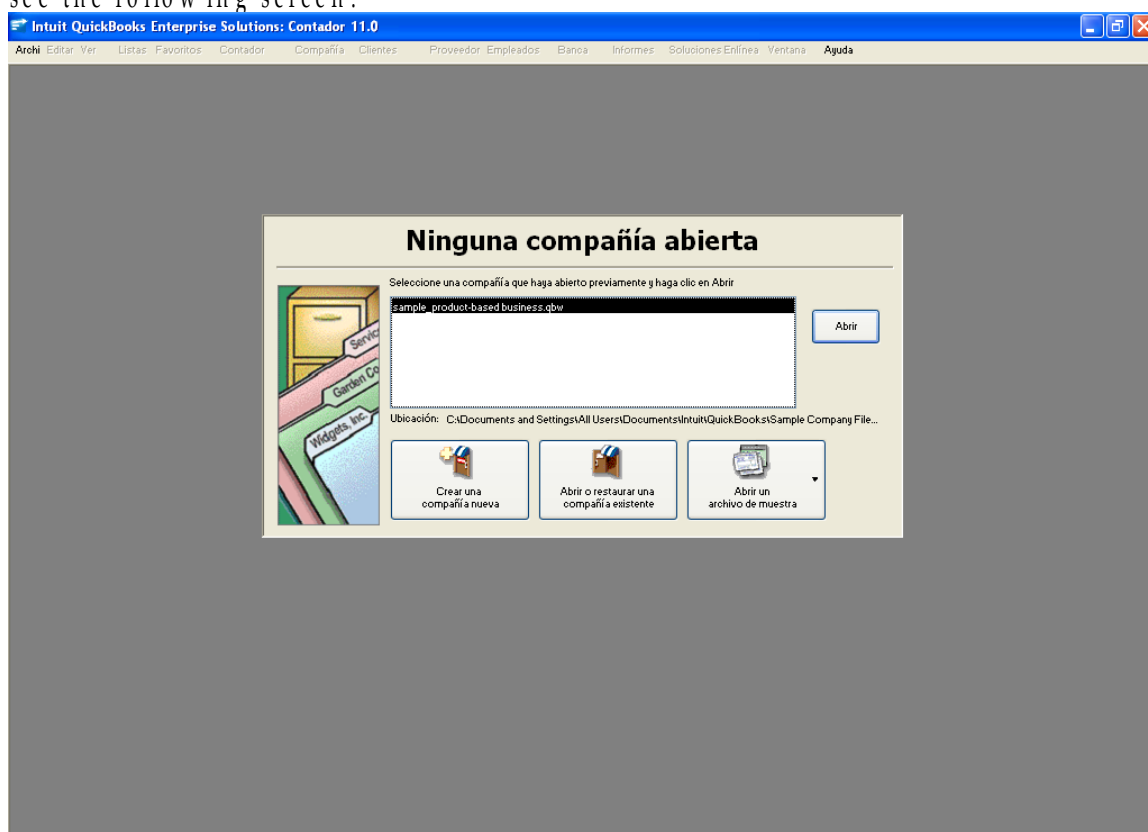 see the following screen:
Intuit QuickBooks Enterprise Solutions: Contador 11.0
Archi Editar Ver Listas Favoritos Contador Compañía Clientes Proveedor Empleados Banca Informes Soluciones Enlínea Ventana Ayuda
Ninguna compañía abierta
Seleccione una compañía que haya abierto previamente y haga clic en Abrir
sample_product-based business.qbw
Abrir
Servic
Garden Co
Widgets, Inc.
Ubicación: C:\Documents and Settings\All Users\Documents\Intuit\QuickBooks\Sample Company File...
Crear una
compañía nueva
Abrir o restaurar una
compañía existente
Abrir un
archivo de muestra